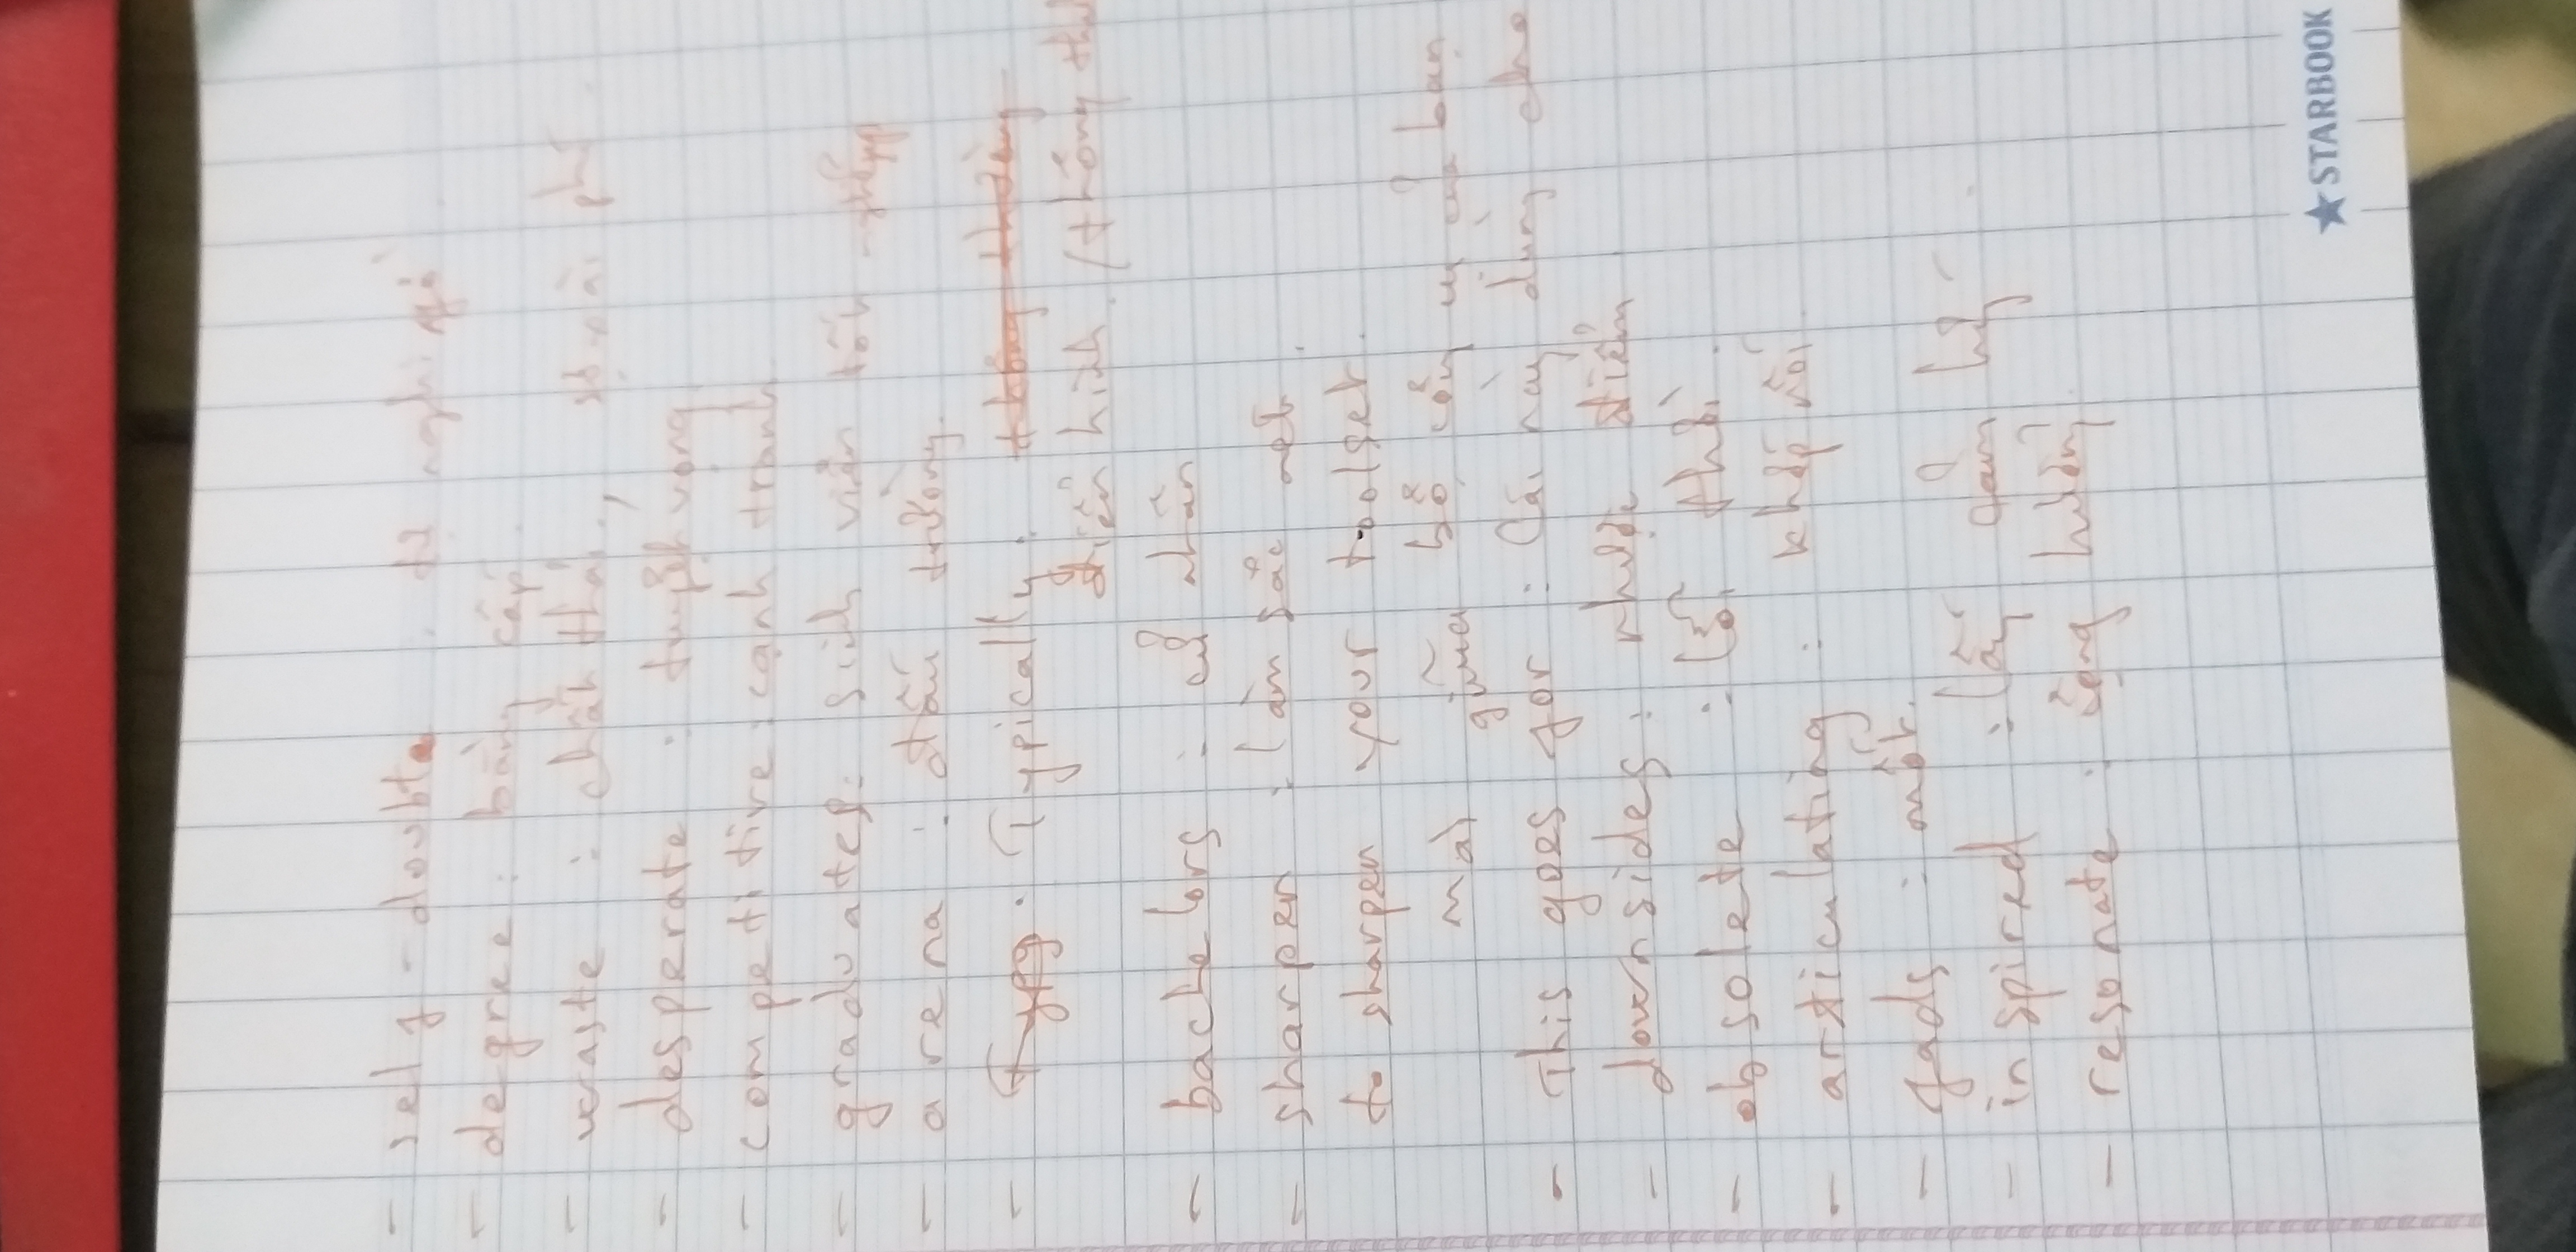 - self-doubt : tự nghi ngờ
- degree : bằng cấp
- waste : chất thải, sự lãi phí
- desperate : tuyệt vọng
- competitive : cạnh tranh
- graduates : sinh viên tốt nghiệp
- arena : đấu trường
- Typically : thông thường
điển hình. (thông thư
- bachelors : cử nhân
- sharpen : làm sắc nét.
to sharpen your toolset.
mài giũa bộ công cụ của bạn
- This goes for : Cái này dùng cho
- downsides : nhược điểm
- obsolete : lỗi thời.
- articulating : khớp nối
- fads : mốt.
- inspired : lấy cảm hứng
- resonate : cộng hưởng
STARBOOK